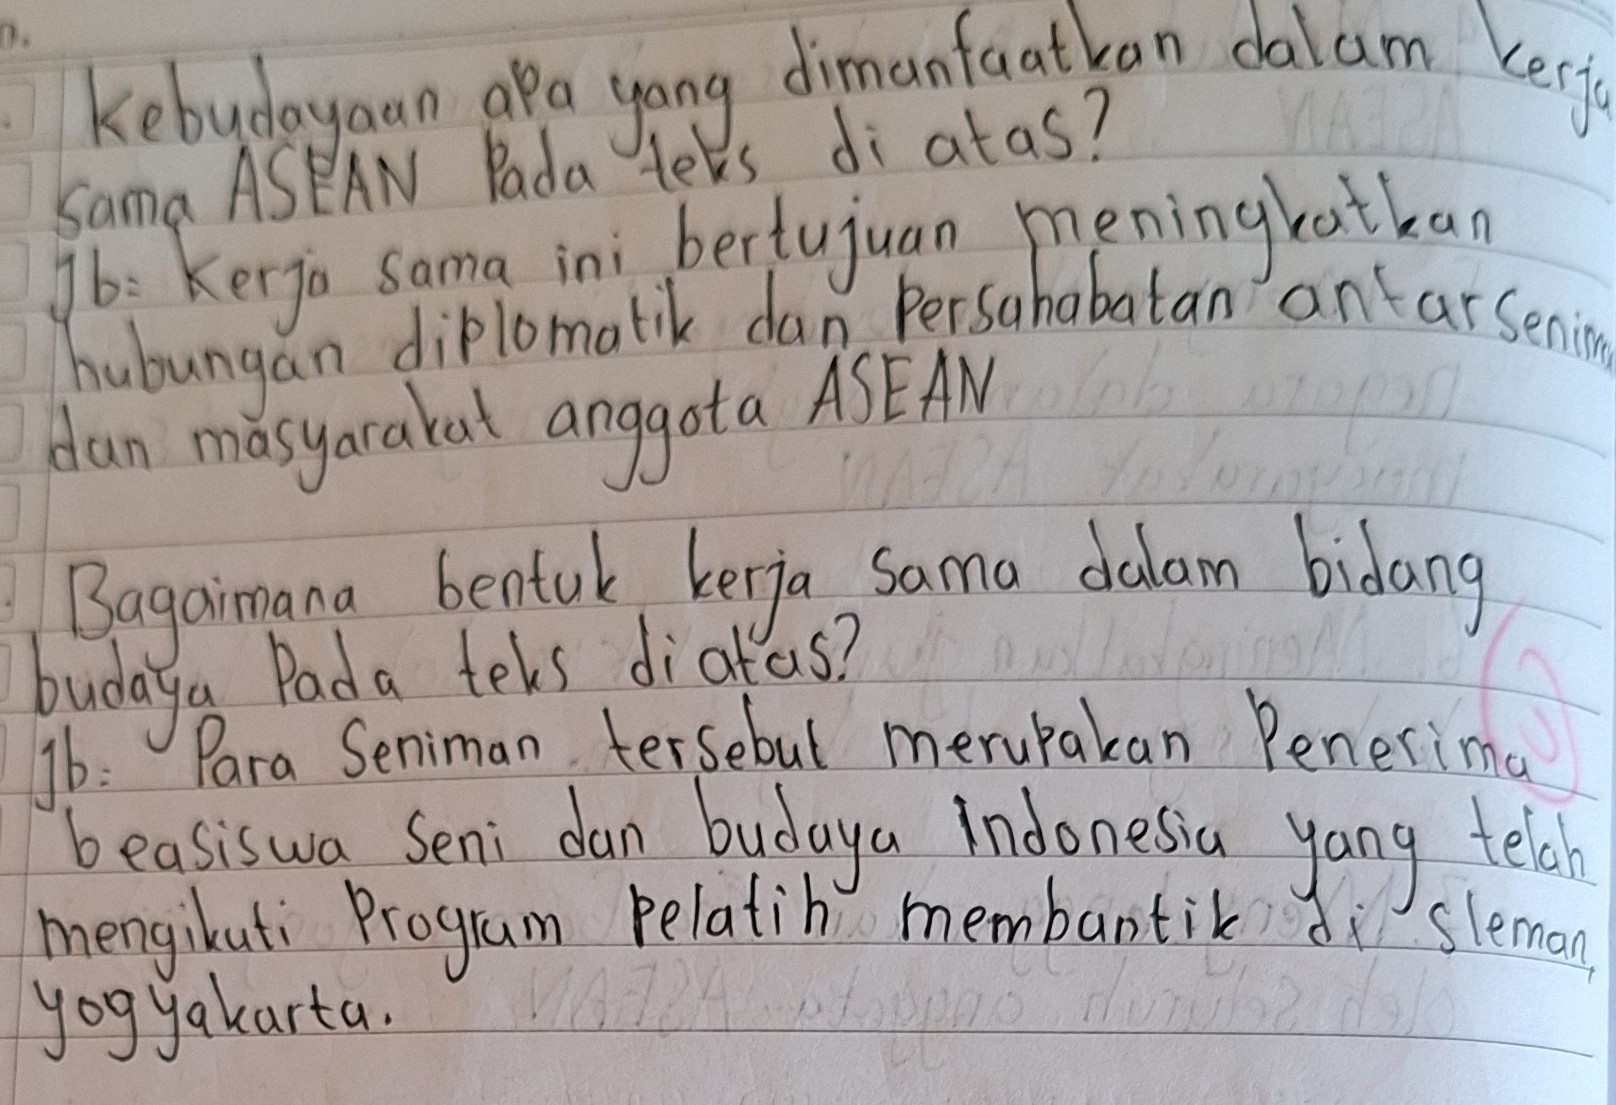 Kebudayaan apa yang dimanfaatkan dalam kerja
sama ASEAN Pada teks di atas?
Jb: Kerja sama ini bertujuan meningkatkan
hubungan diplomatik dan Persahabatan antar
dan masyarakat anggota ASEAN
Bagaimana bentuk kerja sama dalam bidang
budaya Pada teks di atas?
Jb: Para Seniman tersebut merupakan Penerima
beasiswa Seni dan budaya Indonesia yang telah
mengikuti Program Pelatih membantik di Sleman,
yogyakarta.